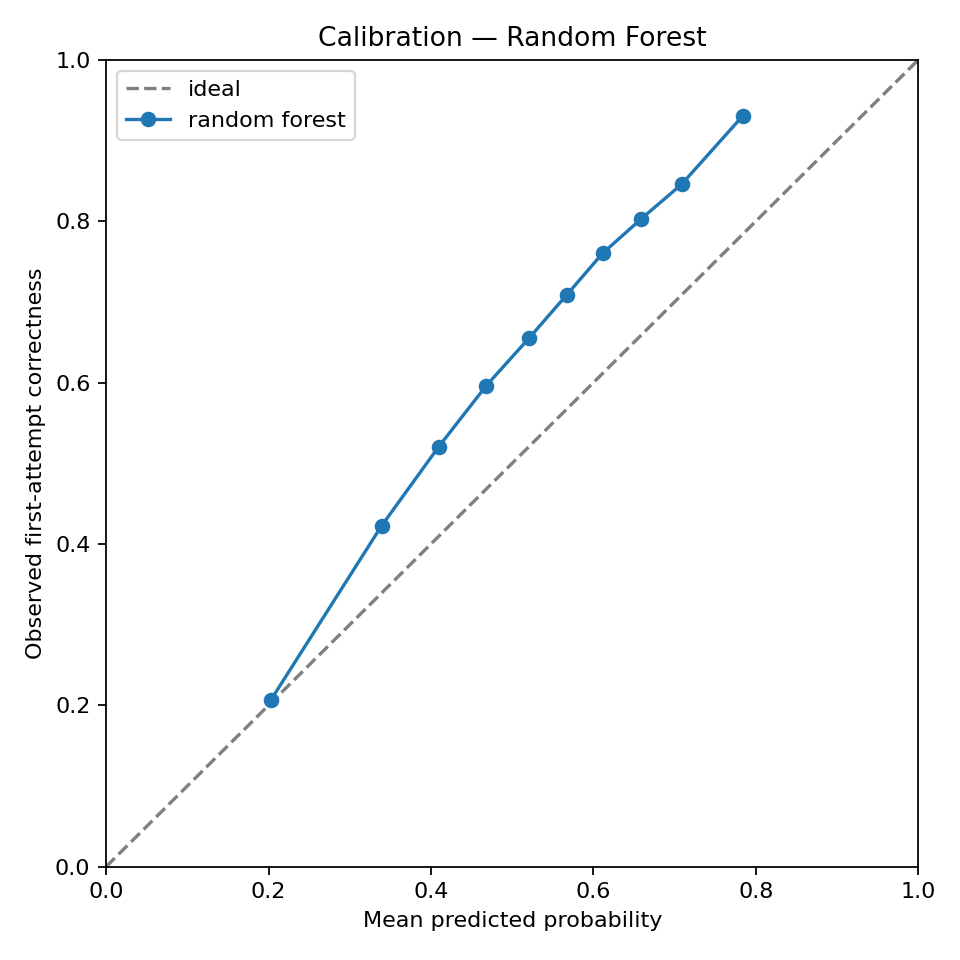 Calibration — Random Forest
ideal
random forest
1.0
0.8
0.6
0.4
0.2
0.0
Observed first-attempt correctness
0.0 0.2 0.4 0.6 0.8 1.0
Mean predicted probability